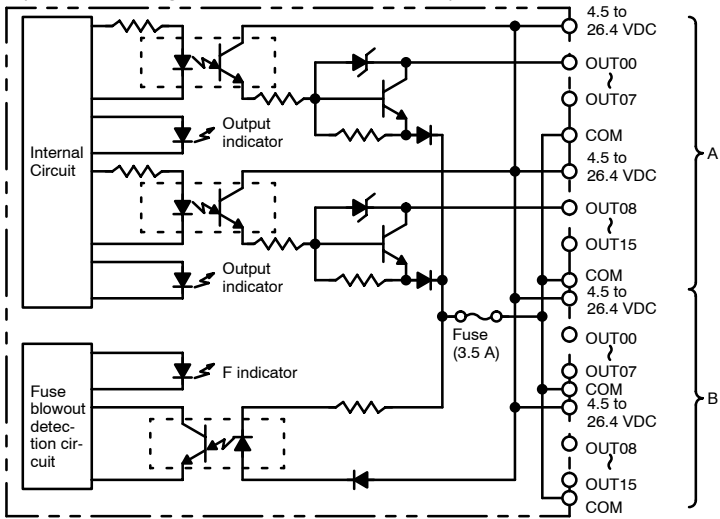 4.5 to
26.4 VDC
OUT00
OUT07
COM
4.5 to
26.4 VDC
OUT08
OUT15
COM
4.5 to
26.4 VDC
OUT00
OUT07
COM
4.5 to
26.4 VDC
OUT08
OUT15
COM
A
B
Internal
Circuit
Output
indicator
Output
indicator
Fuse
(3.5 A)
F indicator
Fuse
blowout
detec-
tion cir-
cuit